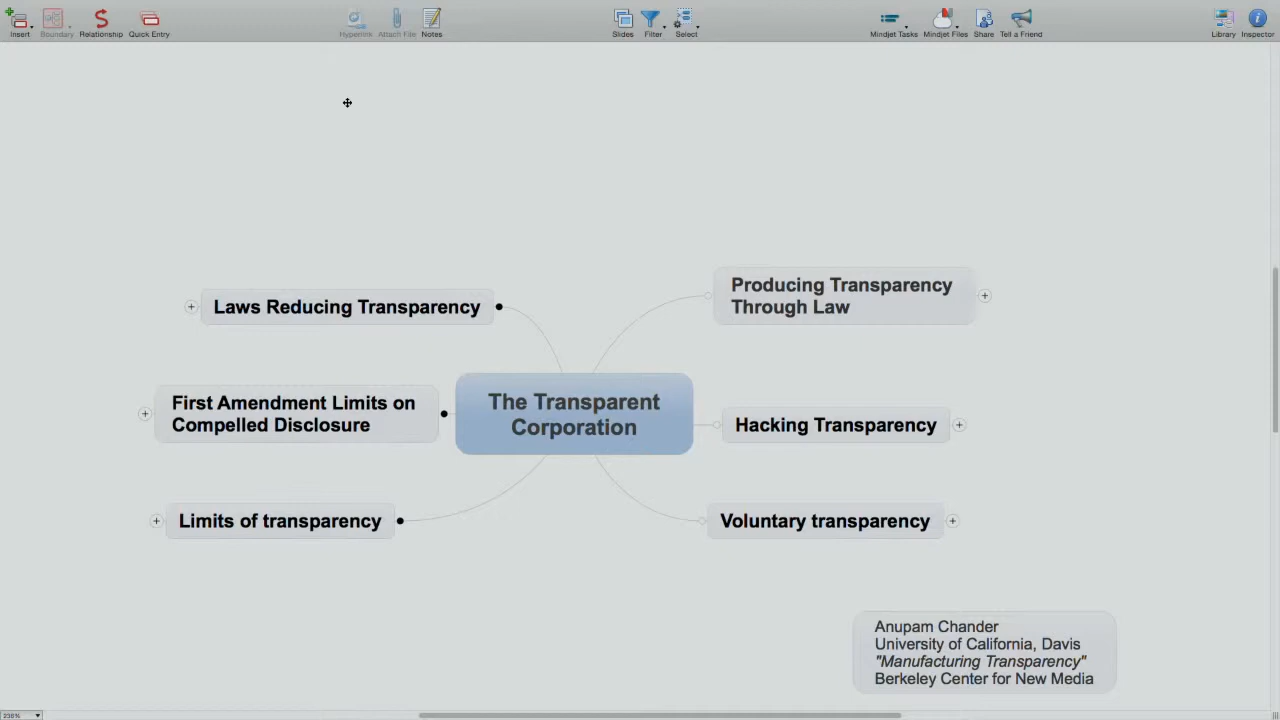 Insert
Boundary
Relationship
Quick Entry
Hyperlink
Attach File
Notes
Slides
Filter
Select
Mindjet Tasks
Mindjet Files
Share
Tell a Friend
Library
Inspector
Laws Reducing Transparency
First Amendment Limits on
Compelled Disclosure
Limits of transparency
The Transparent
Corporation
Producing Transparency
Through Law
Hacking Transparency
Voluntary transparency
Anupam Chander
University of California, Davis
"Manufacturing Transparency"
Berkeley Center for New Media
238%